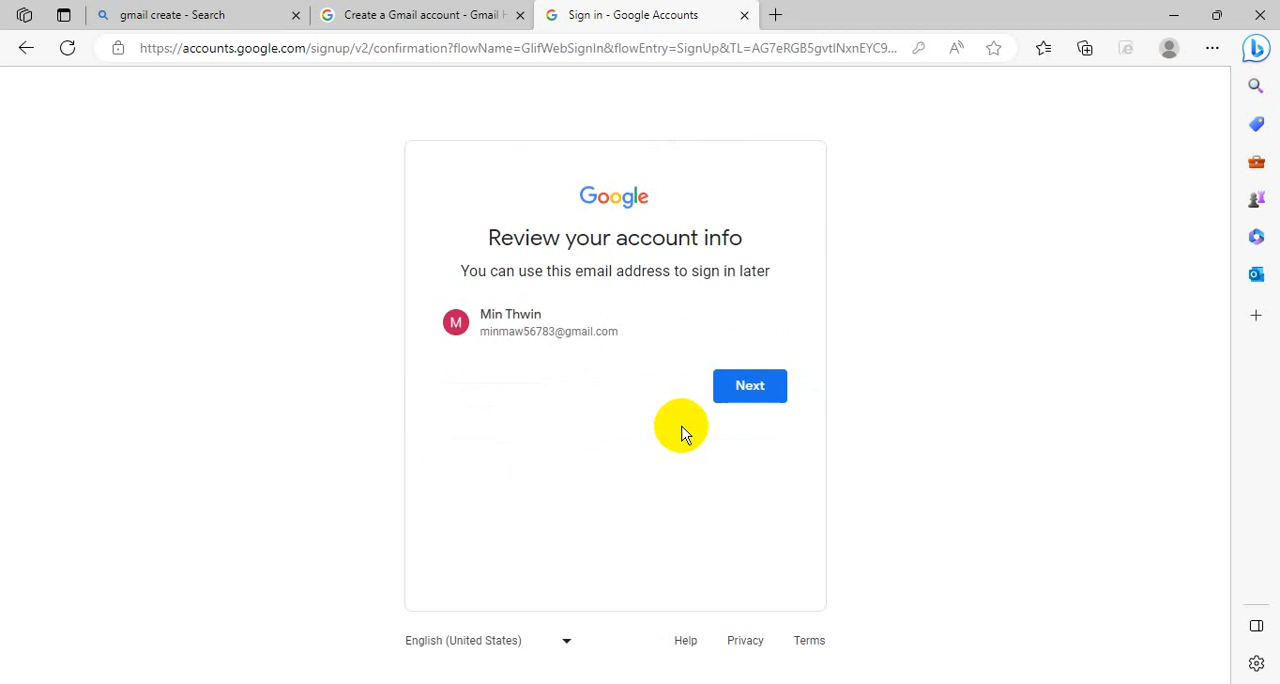 gmail create - Search
Create a Gmail account - Gmail H
Sign in - Google Accounts
https://accounts.google.com/signup/v2/confirmation?flowName=GlifWebSignIn&flowEntry=SignUp&TL=AG7eRGB5gvtlNxnEYC9...
Google
Review your account info
You can use this email address to sign in later
M
Min Thwin
minmaw56783@gmail.com
Next
English (United States)
Help
Privacy
Terms